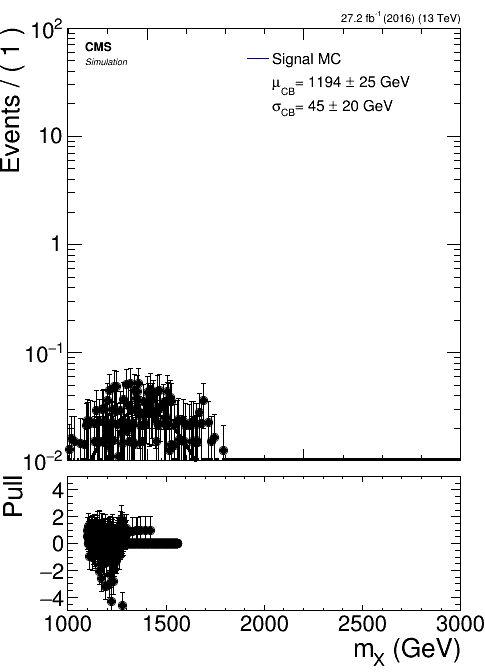 27.2 fb⁻¹ (2016) (13 TeV)
CMS
Simulation
Signal MC
μ_CB = 1194 ± 25 GeV
σ_CB = 45 ± 20 GeV
Events / ( 1 )
10²
10
1
10⁻¹
10⁻²
Pull
4
2
0
−2
−4
1000 1500 2000 2500 3000
m_X (GeV)